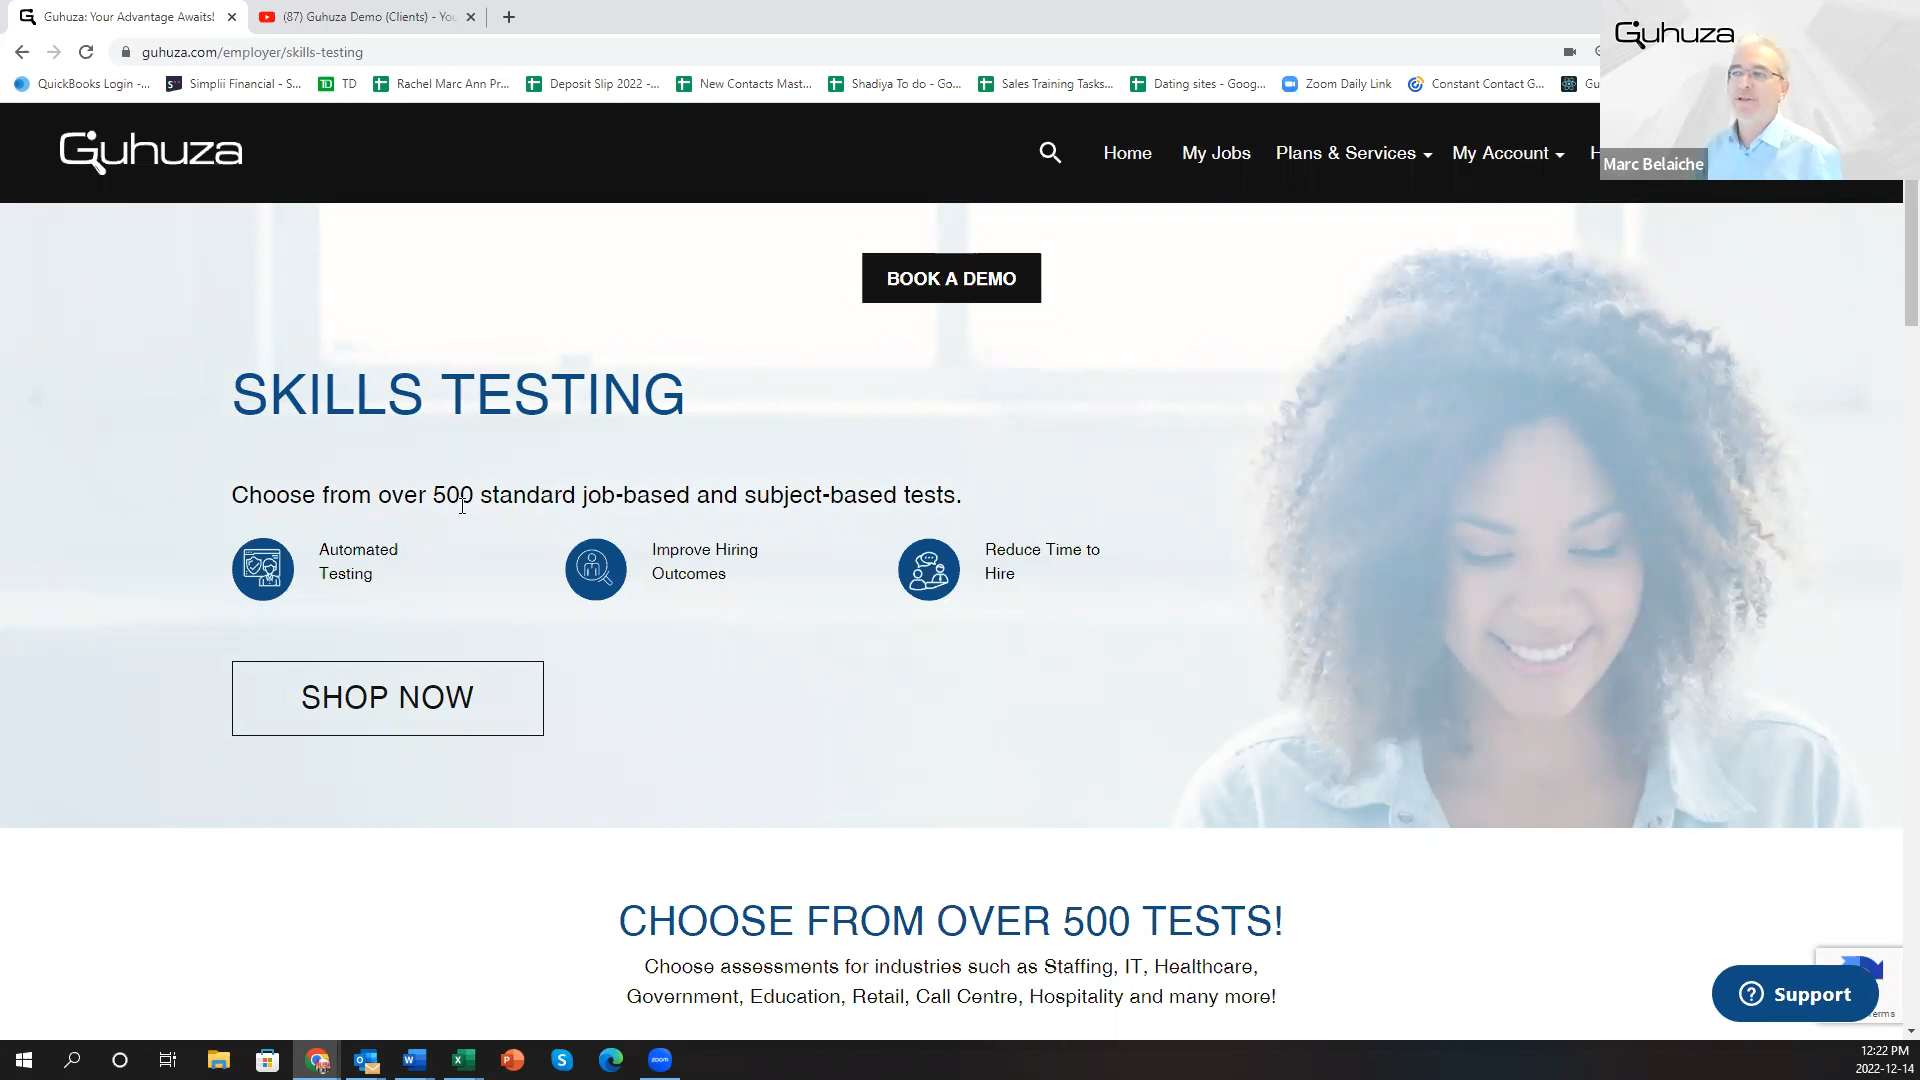 Guhuza: Your Advantage Awaits!
(87) Guhuza Demo (Clients) - You
guhuza.com/employer/skills-testing
QuickBooks Login -...
Simplii Financial - S...
TD
Rachel Marc Ann Pr...
Deposit Slip 2022 -...
New Contacts Mast...
Shadiya To do - Go...
Sales Training Tasks...
Dating sites - Goog...
Zoom Daily Link
Constant Contact G...
Gu
Guhuza
Marc Belaiche
Guhuza
Home
My Jobs
Plans & Services
My Account
H
BOOK A DEMO
SKILLS TESTING
Choose from over 500 standard job-based and subject-based tests.
Automated
Testing
Improve Hiring
Outcomes
Reduce Time to
Hire
SHOP NOW
CHOOSE FROM OVER 500 TESTS!
Choose assessments for industries such as Staffing, IT, Healthcare,
Government, Education, Retail, Call Centre, Hospitality and many more!
Support
Terms
12:22 PM
2022-12-14